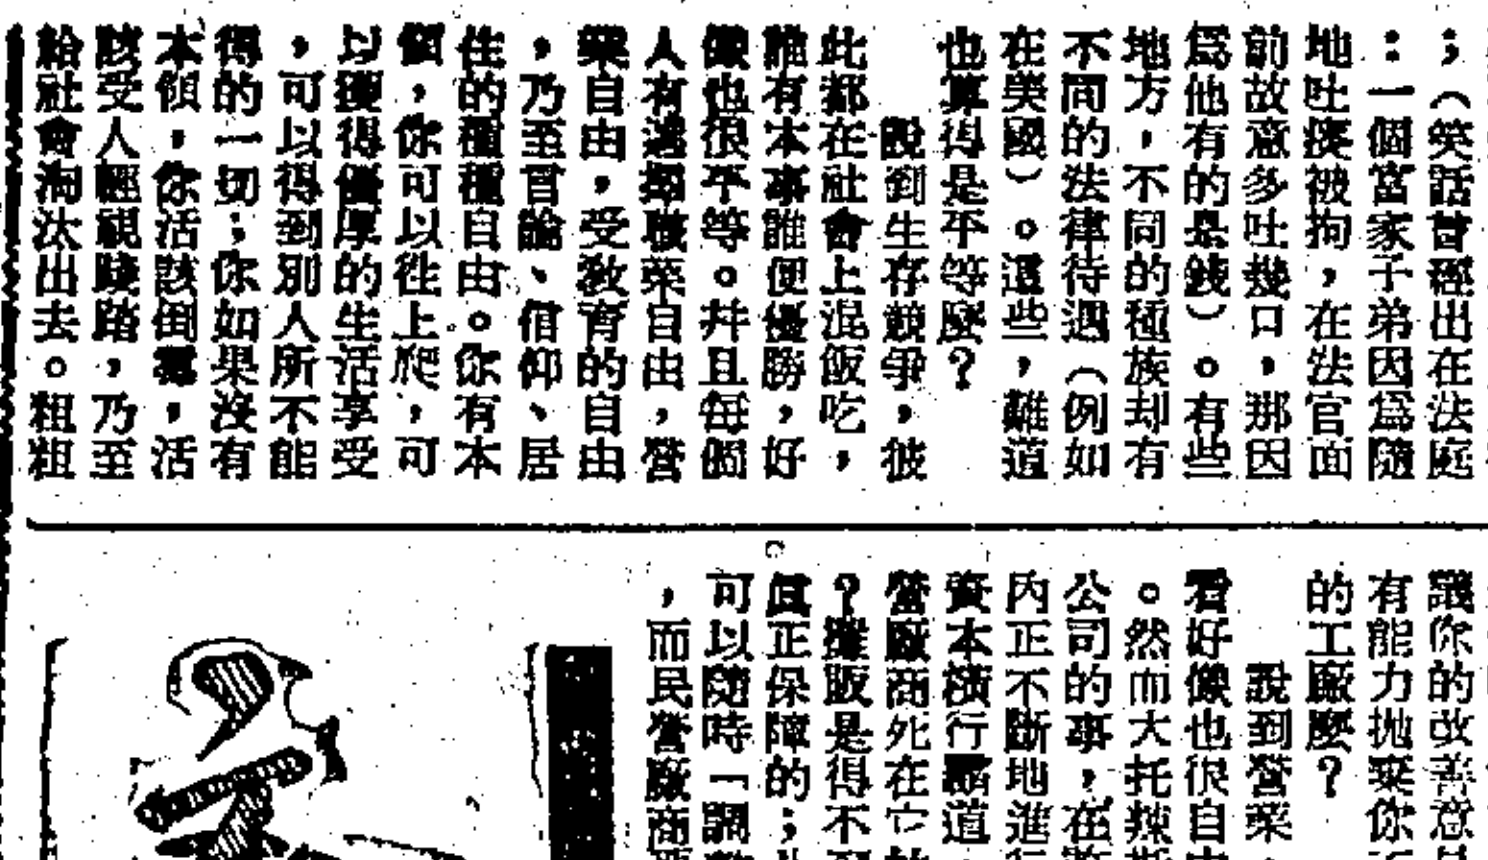 ；（笑話曾經出在法庭
：一個富家子弟因爲隨
地吐痰被拘，在法官面
前故意多吐幾口，那因
爲他有的是錢）。有些
地方，不同的種族却有
不同的法律待遇（例如
在美國）。這些，難道
也算得是平等麽？
說到生存競爭，彼
此都在社會上混飯吃，
誰有本事誰便優勝，好
像也很平等。幷且每個
人有選擇職業自由，營
業自由，受敎育的自由
，乃至言論、信仰、居
住的種種自由。你有本
領，你可以往上爬，可
以獲得優厚的生活享受
，可以得到別人所不能
得的一切；你如果沒有
本領，你活該倒霉，活
該受人輕視踐踏，乃至
給社會淘汰出去。粗粗
議你的改善意
有能力拋棄你
的工廠麽？
說到營業，
看好像也很自由
。然而大托辣斯
公司的事，在
內正不斷地進行
資本橫行霸道
營廠商死在它
？攤販是得不
眞正保障的；
可以隨時「調
，而民營廠商